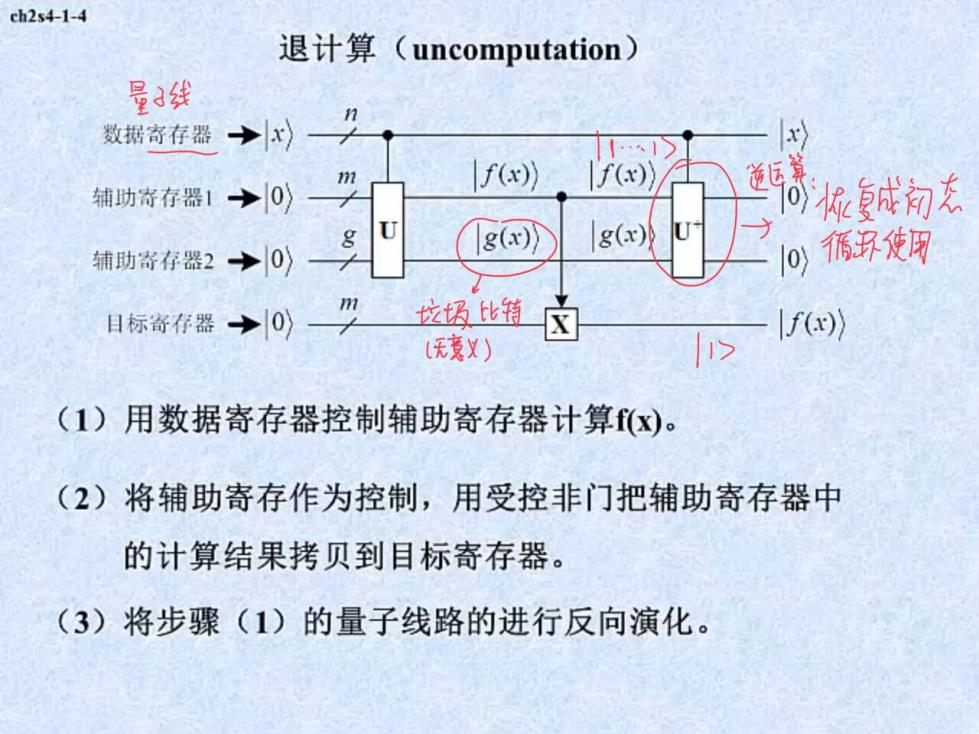 ch2s4-1-4
退计算（uncomputation）
量子线
数据寄存器 |x⟩ n |1⋯1⟩ |x⟩
辅助寄存器1 |0⟩ m |f(x)⟩ |f(x)⟩ |0⟩
逆运算：恢复成初态
循环使用
U U⁺
辅助寄存器2 |0⟩ g |g(x)⟩ |g(x)⟩ |0⟩
垃圾比特
（无意义）
目标寄存器 |0⟩ m X |1⟩ |f(x)⟩
（1）用数据寄存器控制辅助寄存器计算f(x)。
（2）将辅助寄存作为控制，用受控非门把辅助寄存器中
的计算结果拷贝到目标寄存器。
（3）将步骤（1）的量子线路的进行反向演化。